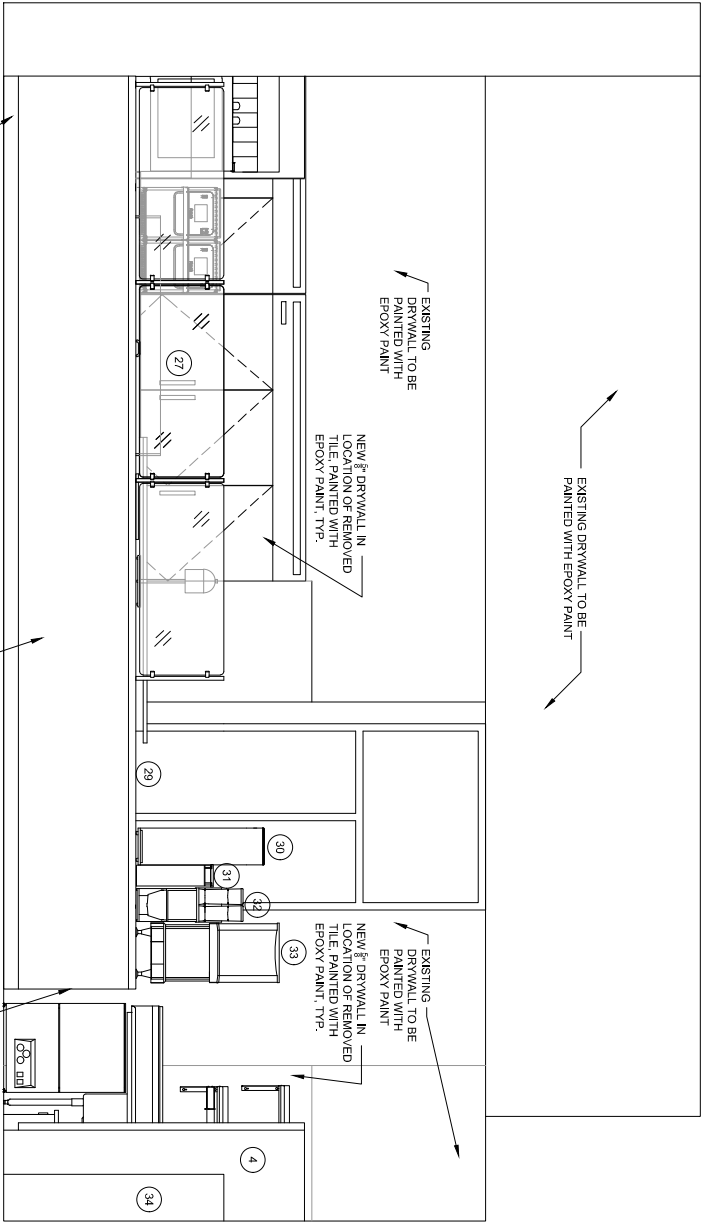 EXISTING DRYWALL TO BE
PAINTED WITH EPOXY PAINT
EXISTING
DRYWALL TO BE
PAINTED WITH
EPOXY PAINT
NEW 5/8" DRYWALL IN
LOCATION OF REMOVED
TILE, PAINTED WITH
EPOXY PAINT, TYP.
EXISTING
DRYWALL TO BE
PAINTED WITH
EPOXY PAINT
NEW 5/8" DRYWALL IN
LOCATION OF REMOVED
TILE, PAINTED WITH
EPOXY PAINT, TYP.
27
29
30
31
32
33
4
34